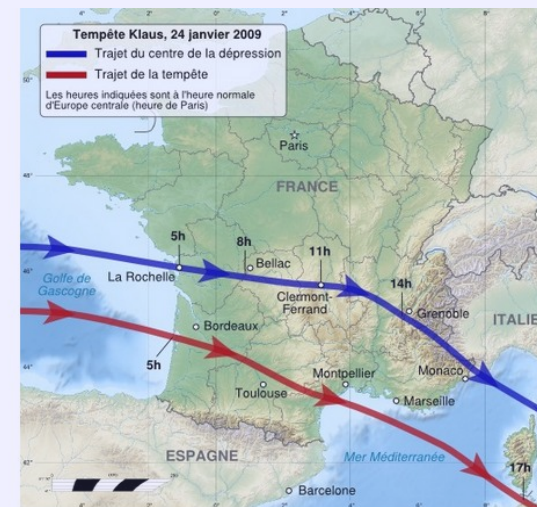 Tempête Klaus, 24 janvier 2009
Trajet du centre de la dépression
Trajet de la tempête
Les heures indiquées sont à l'heure normale
d'Europe centrale (heure de Paris)
Paris
FRANCE
5h
8h
11h
14h
Bellac
La Rochelle
Golfe de
Gascogne
Clermont-
Ferrand
Grenoble
ITALIE
Bordeaux
5h
Toulouse
Montpellier
Monaco
Marseille
ESPAGNE
Mer Méditerranée
17h
Barcelone